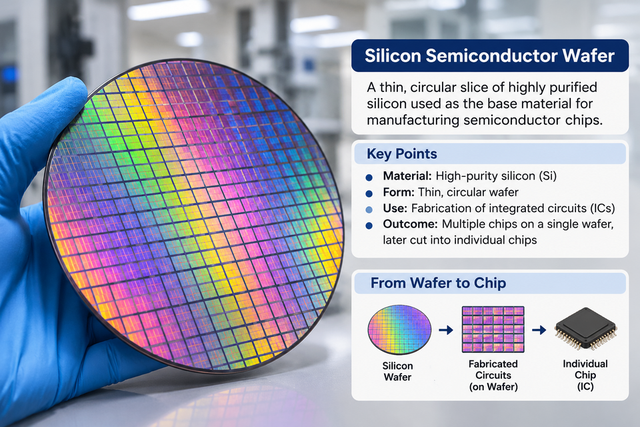 Silicon Semiconductor Wafer
A thin, circular slice of highly purified
silicon used as the base material for
manufacturing semiconductor chips.
Key Points
Material: High-purity silicon (Si)
Form: Thin, circular wafer
Use: Fabrication of integrated circuits (ICs)
Outcome: Multiple chips on a single wafer,
later cut into individual chips
From Wafer to Chip
Silicon
Wafer
Fabricated
Circuits
(on Wafer)
Individual
Chip
(IC)